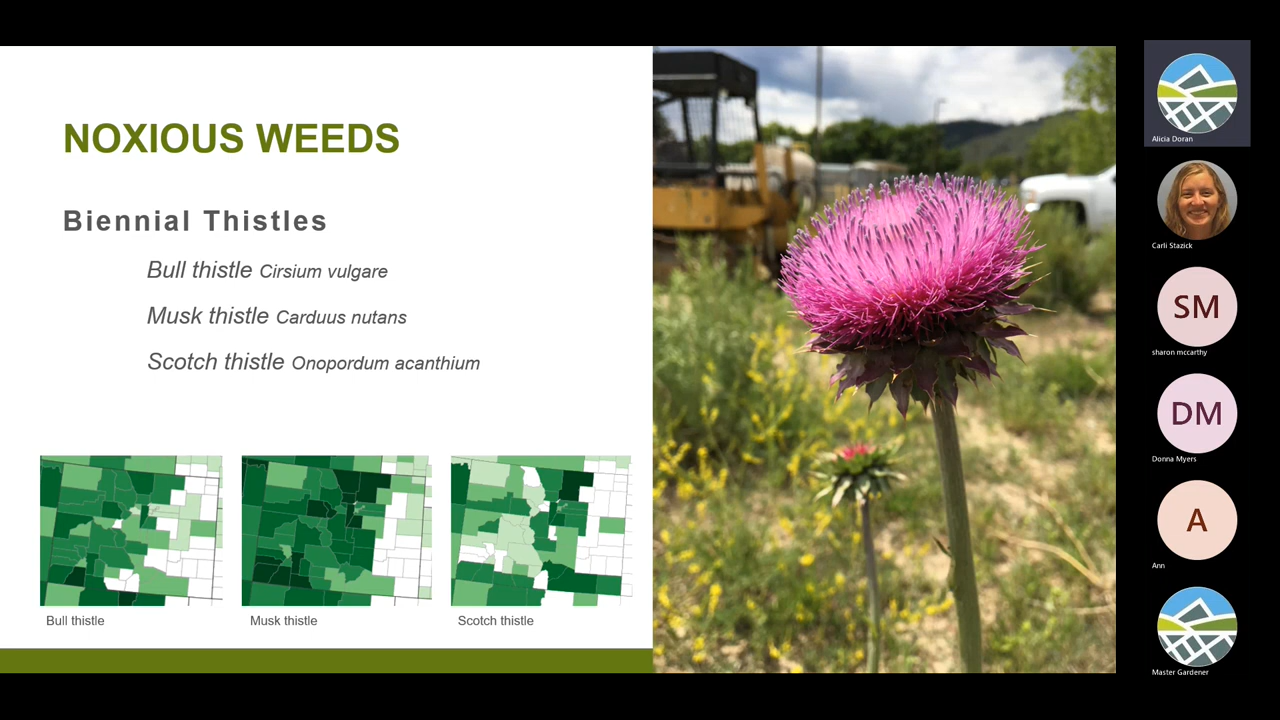 NOXIOUS WEEDS
Biennial Thistles
Bull thistle Cirsium vulgare
Musk thistle Carduus nutans
Scotch thistle Onopordum acanthium
Bull thistle
Musk thistle
Scotch thistle
Alicia Doran
Carli Stazick
SM
sharon mccarthy
DM
Donna Myers
A
Ann
Master Gardener